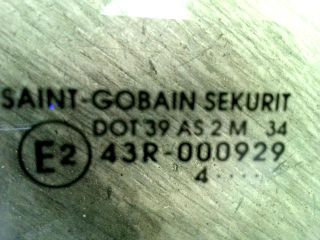 SAINT-GOBAIN SEKURIT
DOT 39 AS 2 M 34
E2 43R-000929
4 ....